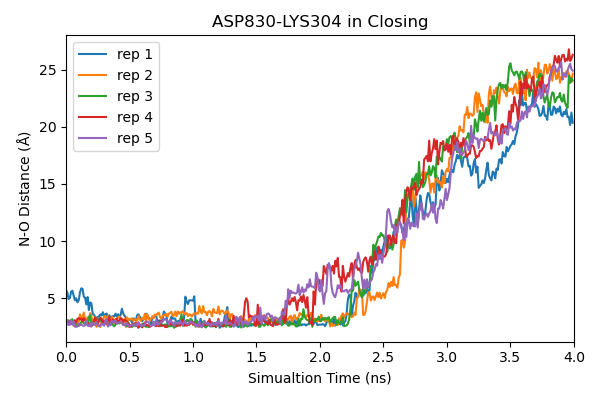 ASP830-LYS304 in Closing
N-O Distance (Å)
25
20
15
10
5
rep 1
rep 2
rep 3
rep 4
rep 5
0.0 0.5 1.0 1.5 2.0 2.5 3.0 3.5 4.0
Simualtion Time (ns)